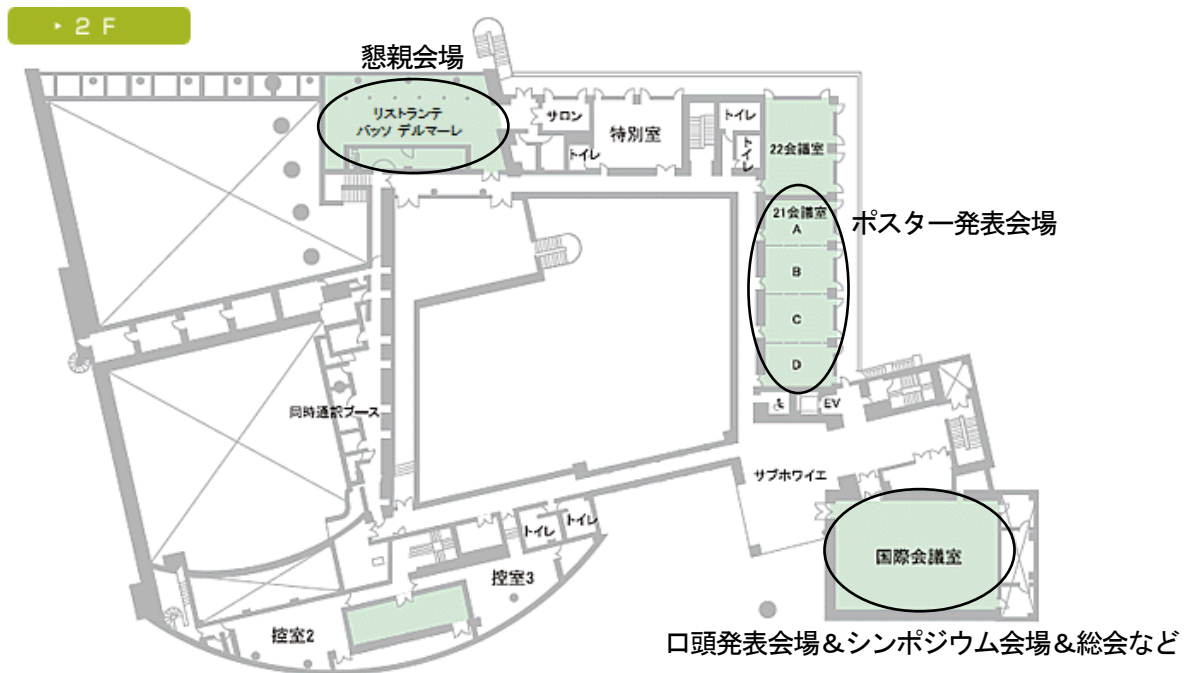 2F
懇親会場
リストランテ
パッソ デルマーレ
サロン
特別室
トイレ
トイレ
トイレ
22会議室
21会議室
A
B
C
D
ポスター発表会場
EV
同時通訳ブース
サブホワイエ
国際会議室
トイレ
トイレ
控室3
控室2
口頭発表会場&シンポジウム会場&総会など